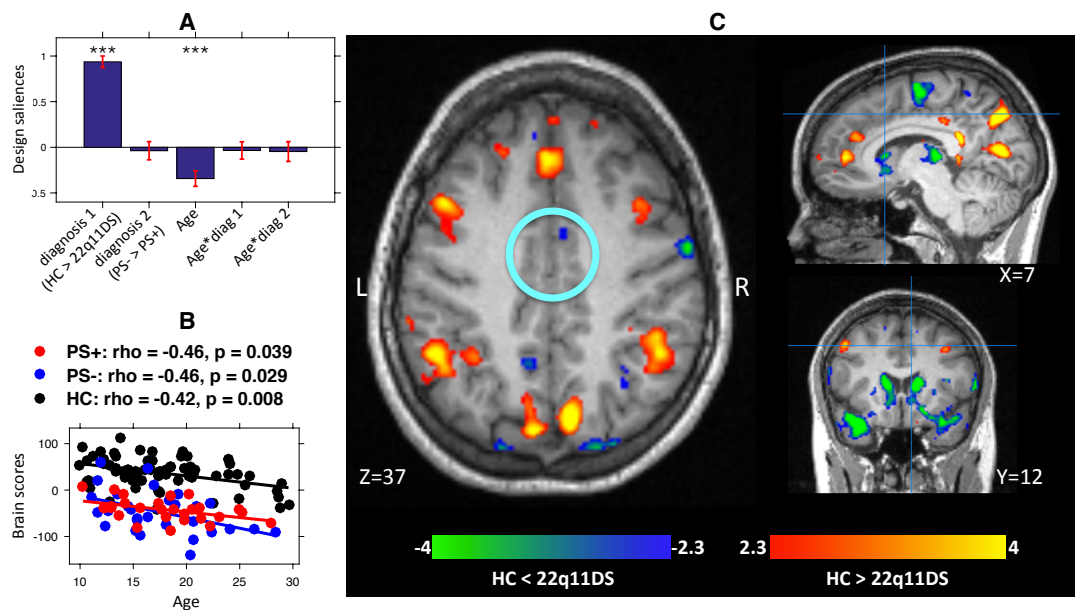 A
Design saliences
1
0.5
0
0.5
*** ***
diagnosis 1
(HC > 22q11DS)
diagnosis 2
(PS- > PS+)
Age
Age*diag 1
Age*diag 2
B
PS+: rho = -0.46, p = 0.039
PS-: rho = -0.46, p = 0.029
HC: rho = -0.42, p = 0.008
Brain scores
100
0
-100
10 15 20 25 30
Age
C
L
R
Z=37
X=7
Y=12
-4 -2.3
HC < 22q11DS
2.3 4
HC > 22q11DS